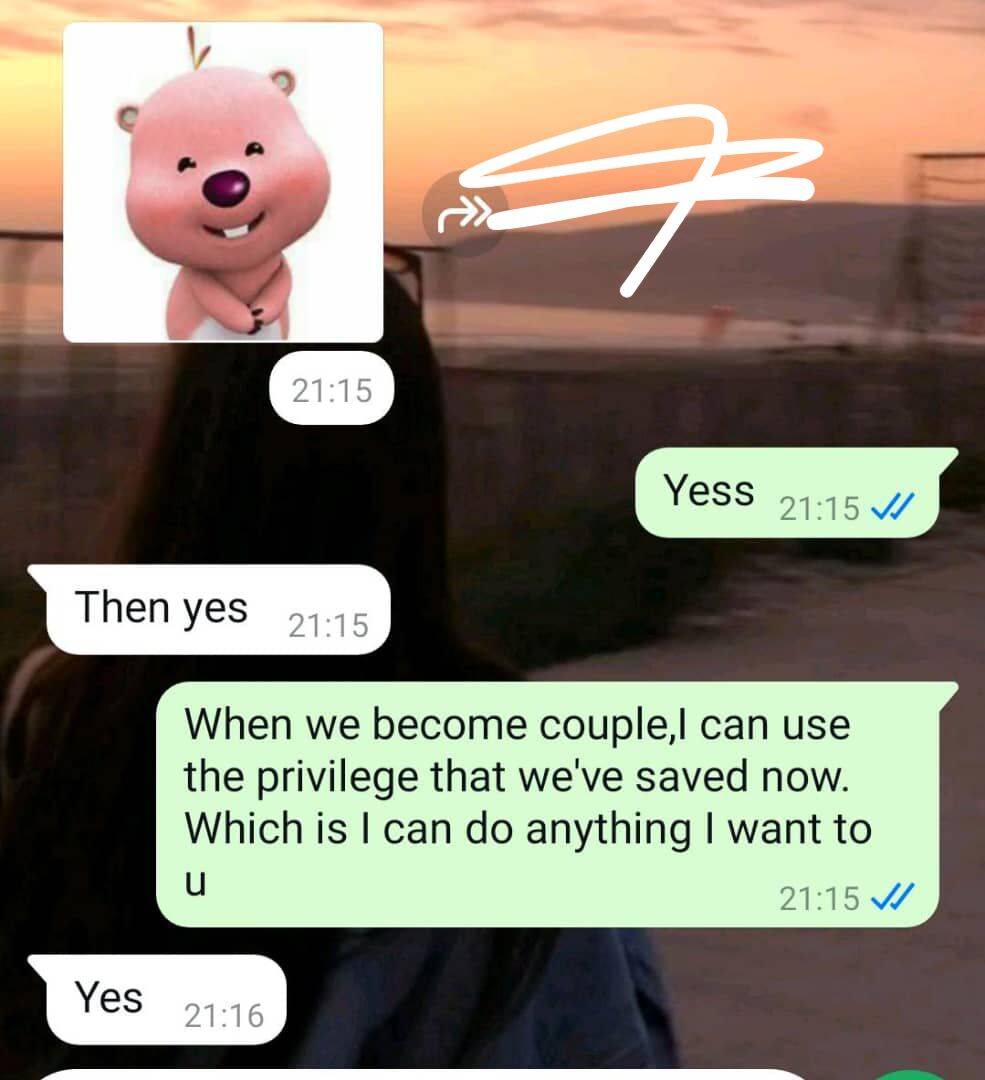 21:15
Yess 21:15
Then yes 21:15
When we become couple,I can use
the privilege that we've saved now.
Which is I can do anything I want to
u 21:15
Yes 21:16